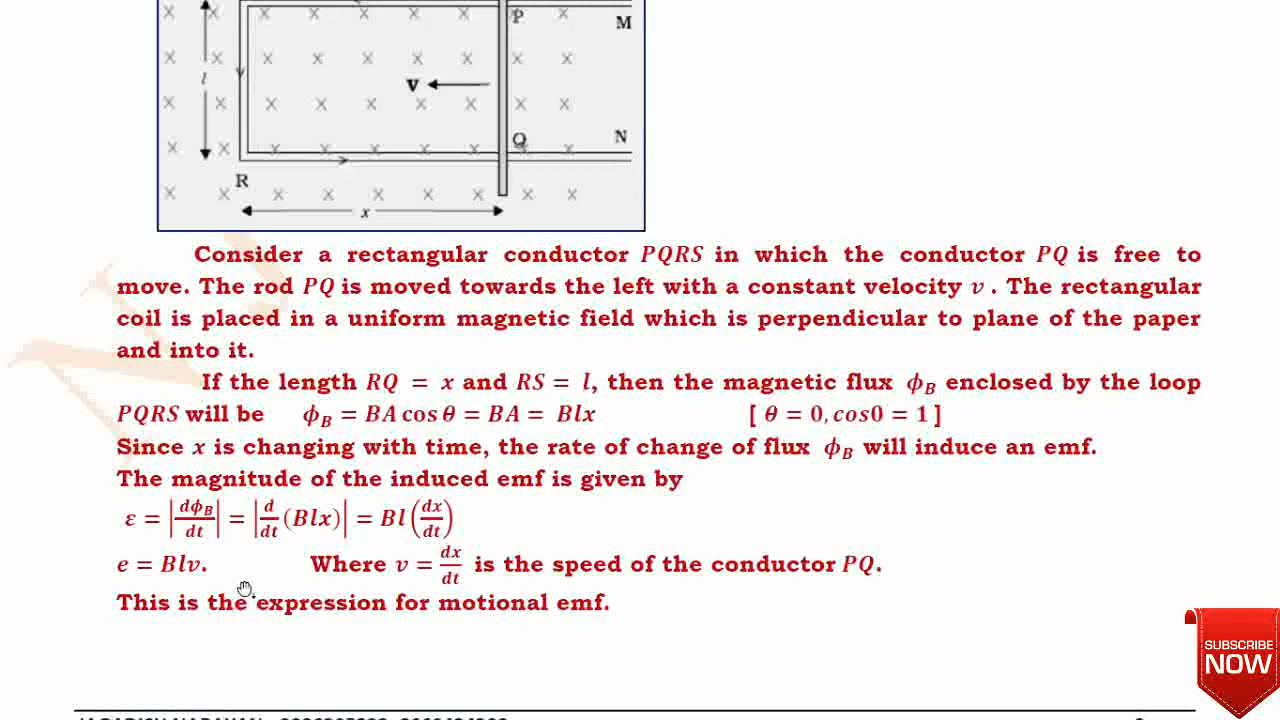 P
M
l
V
Q
N
R
x
Consider a rectangular conductor PQRS in which the conductor PQ is free to
move. The rod PQ is moved towards the left with a constant velocity v . The rectangular
coil is placed in a uniform magnetic field which is perpendicular to plane of the paper
and into it.
If the length RQ = x and RS = l, then the magnetic flux ϕ_B enclosed by the loop
PQRS will be ϕ_B = BA cos θ = BA = Blx [ θ = 0, cos0 = 1 ]
Since x is changing with time, the rate of change of flux ϕ_B will induce an emf.
The magnitude of the induced emf is given by
ε = |dϕ_B/dt| = |d/dt (Blx)| = Bl (dx/dt)
e = Blv. Where v = dx/dt is the speed of the conductor PQ.
This is the expression for motional emf.
SUBSCRIBE
NOW